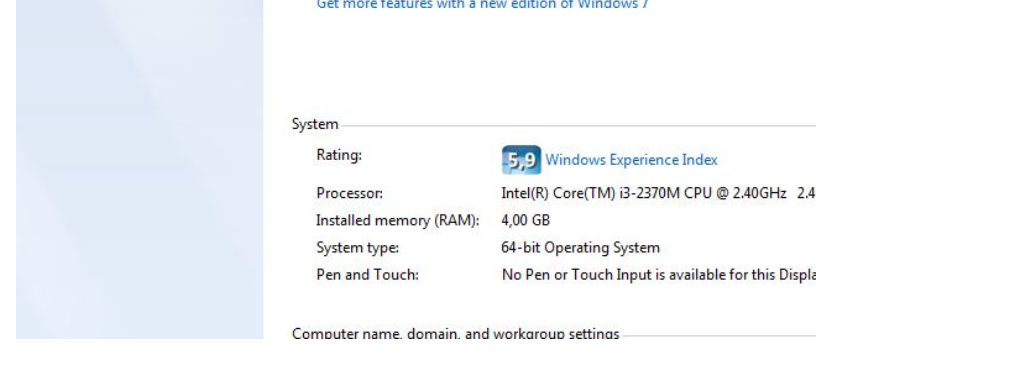 Get more features with a new edition of Windows 7
System
Rating: 5,9 Windows Experience Index
Processor: Intel(R) Core(TM) i3-2370M CPU @ 2.40GHz 2.4
Installed memory (RAM): 4,00 GB
System type: 64-bit Operating System
Pen and Touch: No Pen or Touch Input is available for this Displa
Computer name, domain, and workgroup settings